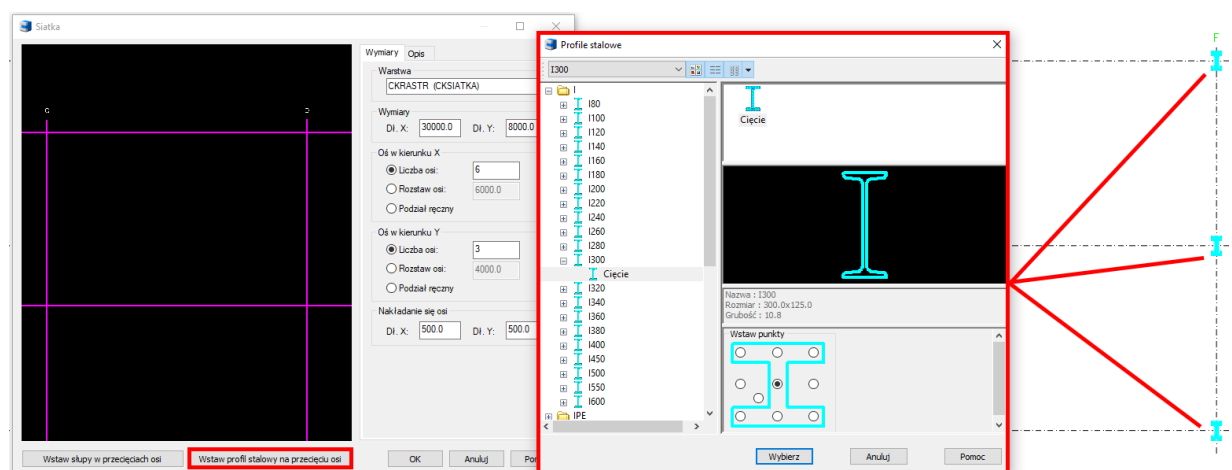 Siatka
Wymiary
Opis
Warstwa
CKRASTR (CKSIATKA)
Wymiary
Dł. X: 30000.0 Dł. Y: 8000.0
Oś w kierunku X
Liczba osi: 6
Rozstaw osi: 6000.0
Podział ręczny
Oś w kierunku Y
Liczba osi: 3
Rozstaw osi: 4000.0
Podział ręczny
Nakładanie się osi
Dł. X: 500.0 Dł. Y: 500.0
Wstaw słupy w przecięciach osi
Wstaw profil stalowy na przecięciu osi
OK
Anuluj
Profile stalowe
I300
I
I80
I100
I120
I140
I160
I180
I200
I220
I240
I260
I280
I300
Cięcie
I320
I340
I360
I380
I400
I450
I500
I550
I600
IPE
Cięcie
Nazwa : I300
Rozmiar : 300.0x125.0
Grubość : 10.8
Wstaw punkty
Wybierz
Anuluj
Pomoc
F